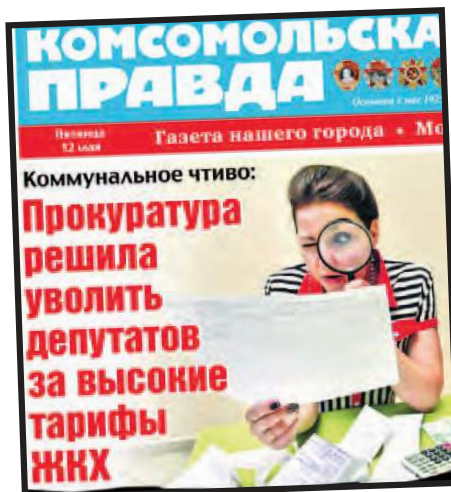 КОМСОМОЛЬСКА
ПРАВДА
Пятница
12 мая
Газета нашего города • Мо
Коммунальное чтиво:
Прокуратура
решила
уволить
депутатов
за высокие
тарифы
ЖКХ